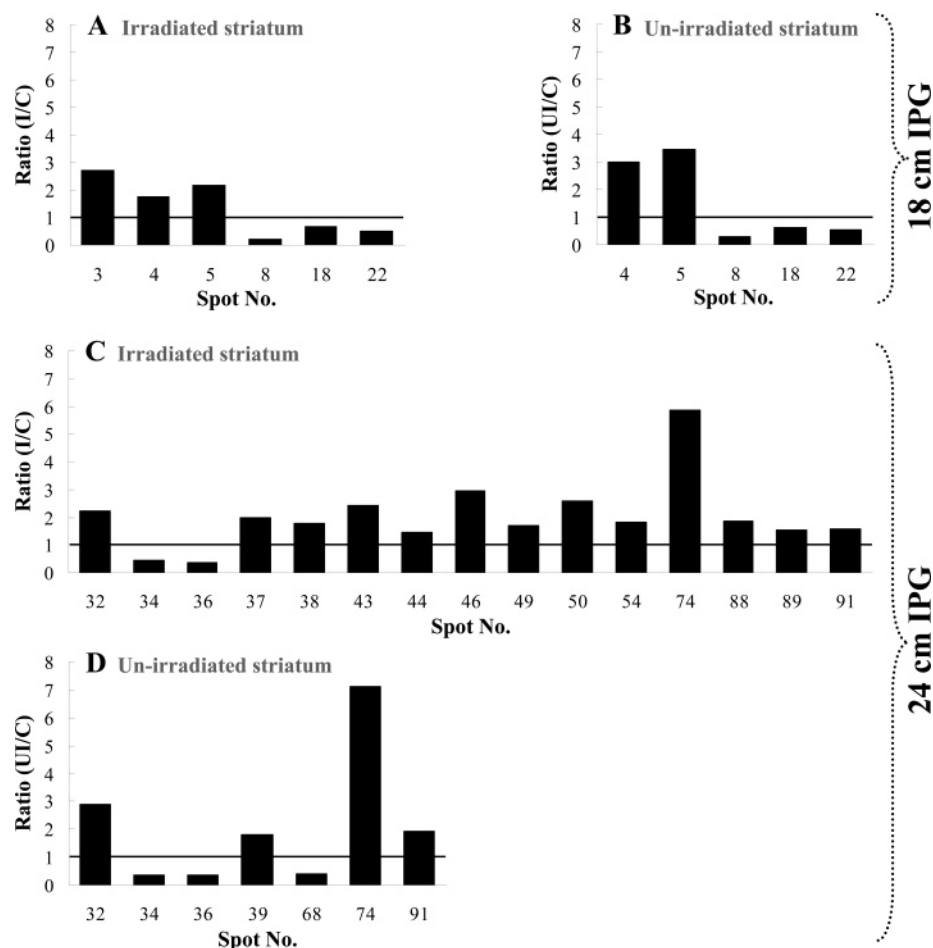 A Irradiated striatum
Ratio (I/C)
8
7
6
5
4
3
2
1
0
3 4 5 8 18 22
Spot No.
B Un-irradiated striatum
Ratio (UI/C)
8
7
6
5
4
3
2
1
0
4 5 8 18 22
Spot No.
18 cm IPG
C Irradiated striatum
Ratio (I/C)
8
7
6
5
4
3
2
1
0
32 34 36 37 38 43 44 46 49 50 54 74 88 89 91
Spot No.
D Un-irradiated striatum
Ratio (UI/C)
8
7
6
5
4
3
2
1
0
32 34 36 39 68 74 91
Spot No.
24 cm IPG